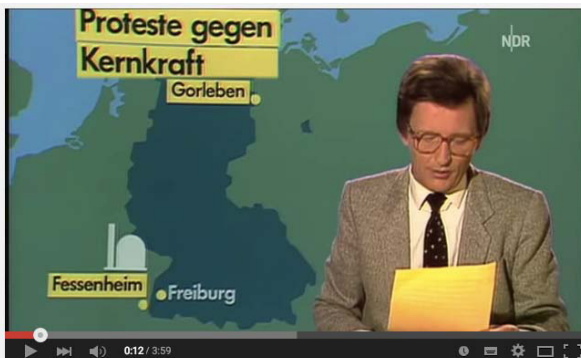 Proteste gegen
Kernkraft
NDR
Gorleben
Fessenheim
Freiburg
0:12 / 3:59